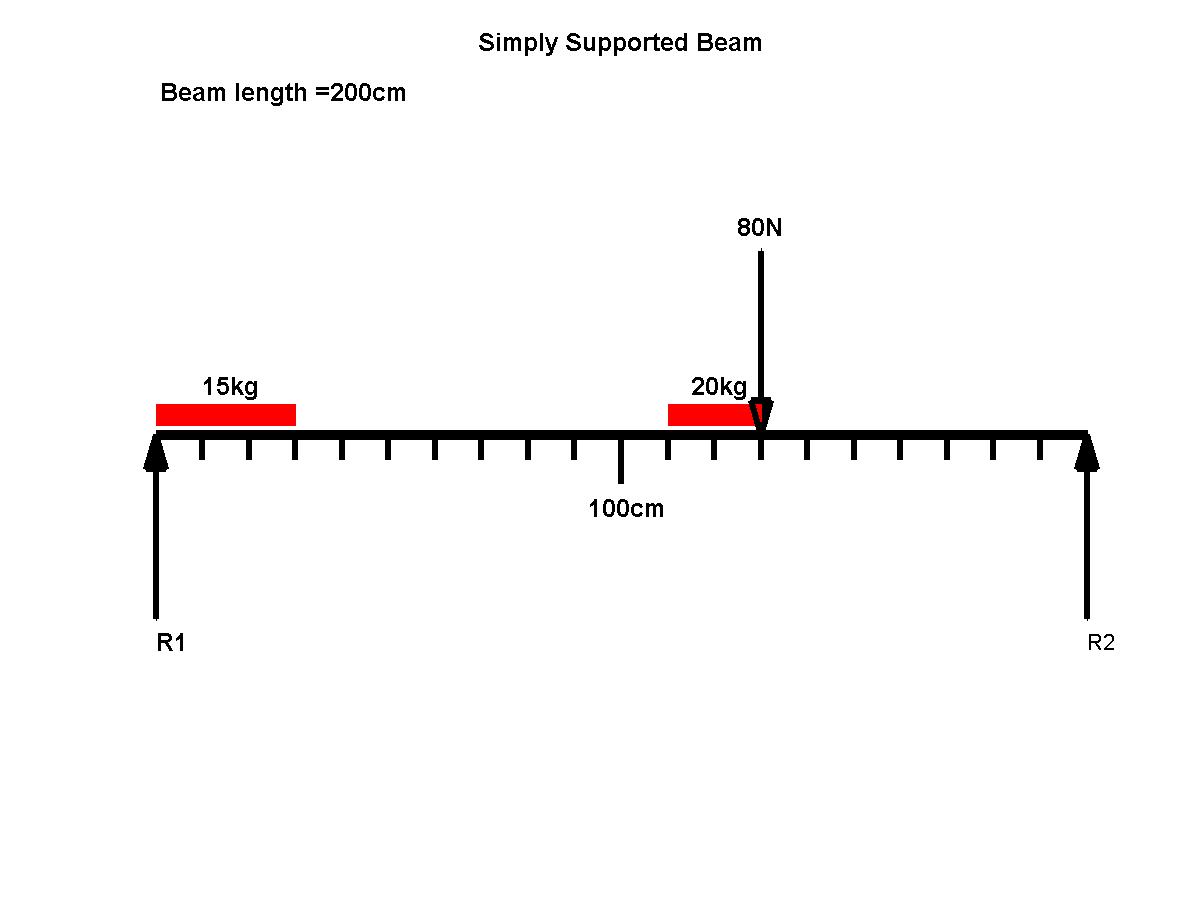 Simply Supported Beam
Beam length =200cm
80N
15kg
20kg
100cm
R1
R2